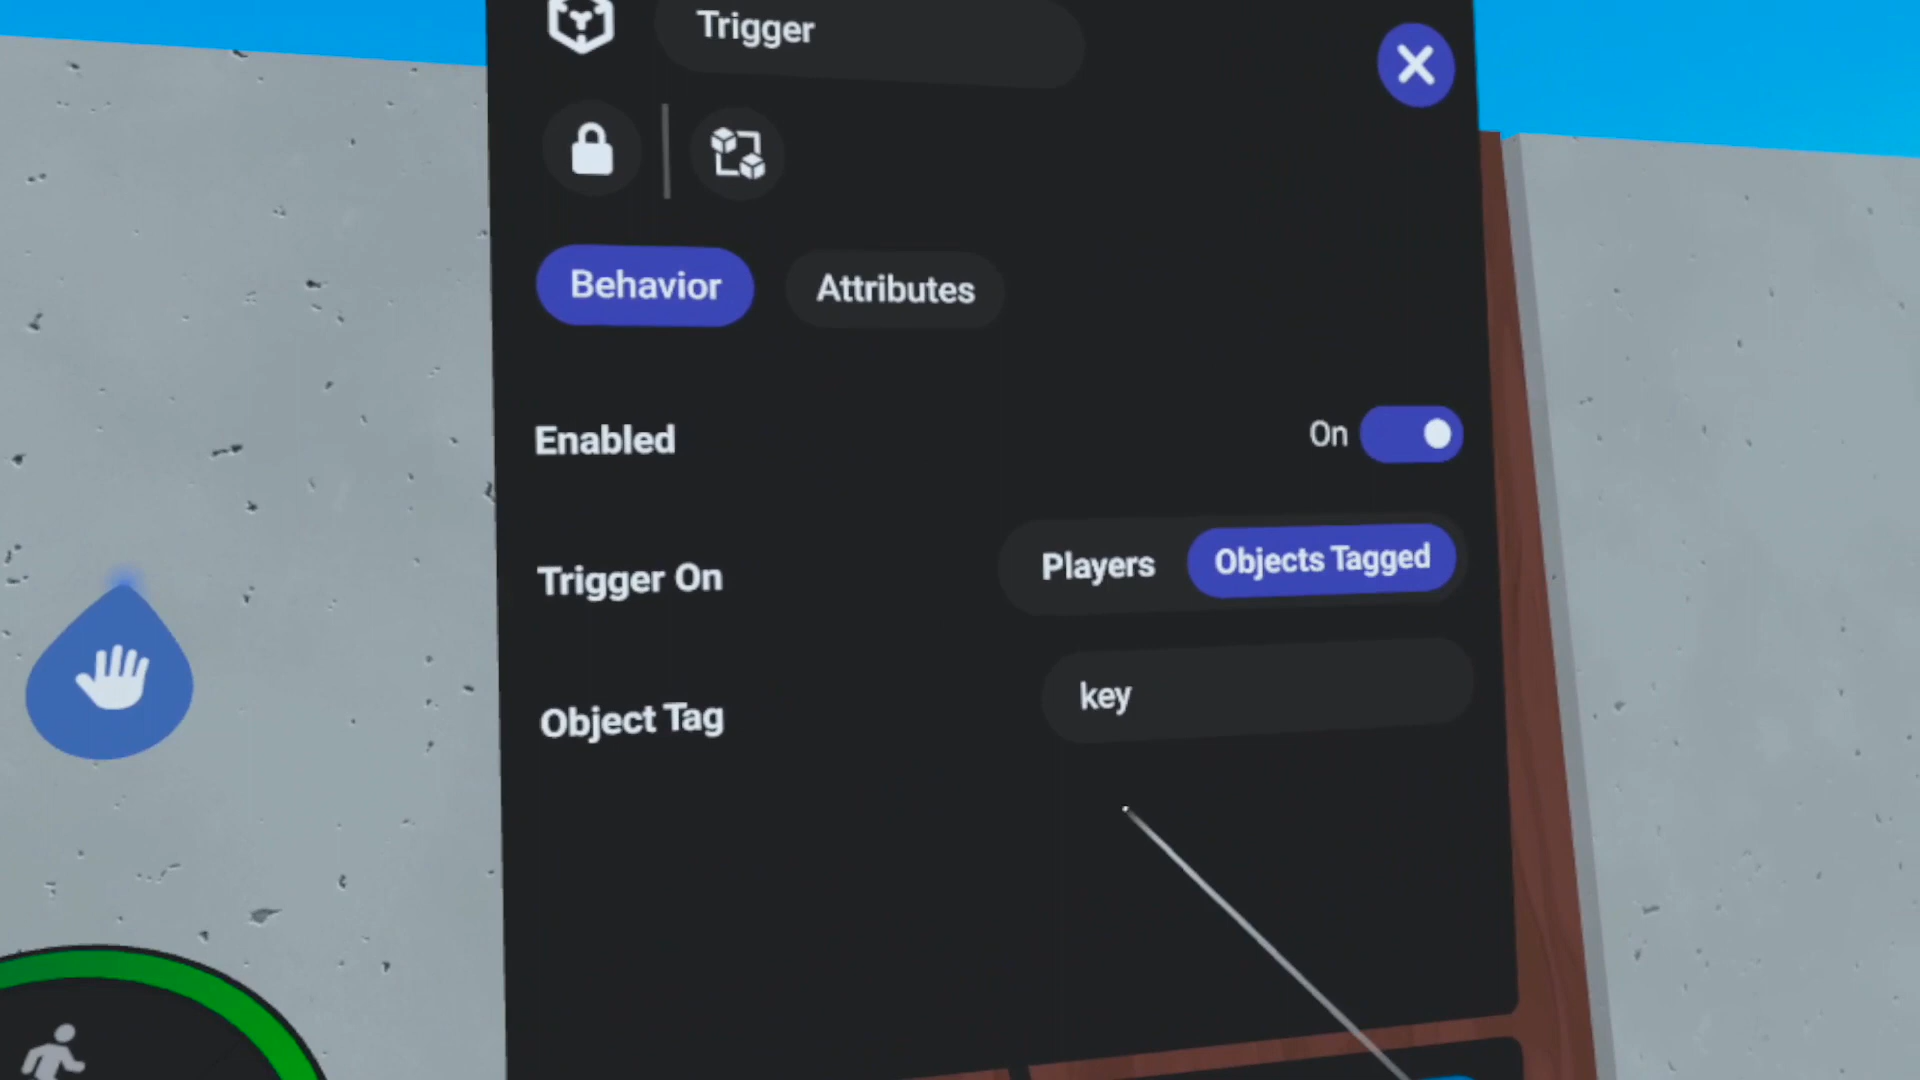 Trigger
Behavior
Attributes
Enabled
On
Trigger On
Players
Objects Tagged
Object Tag
key